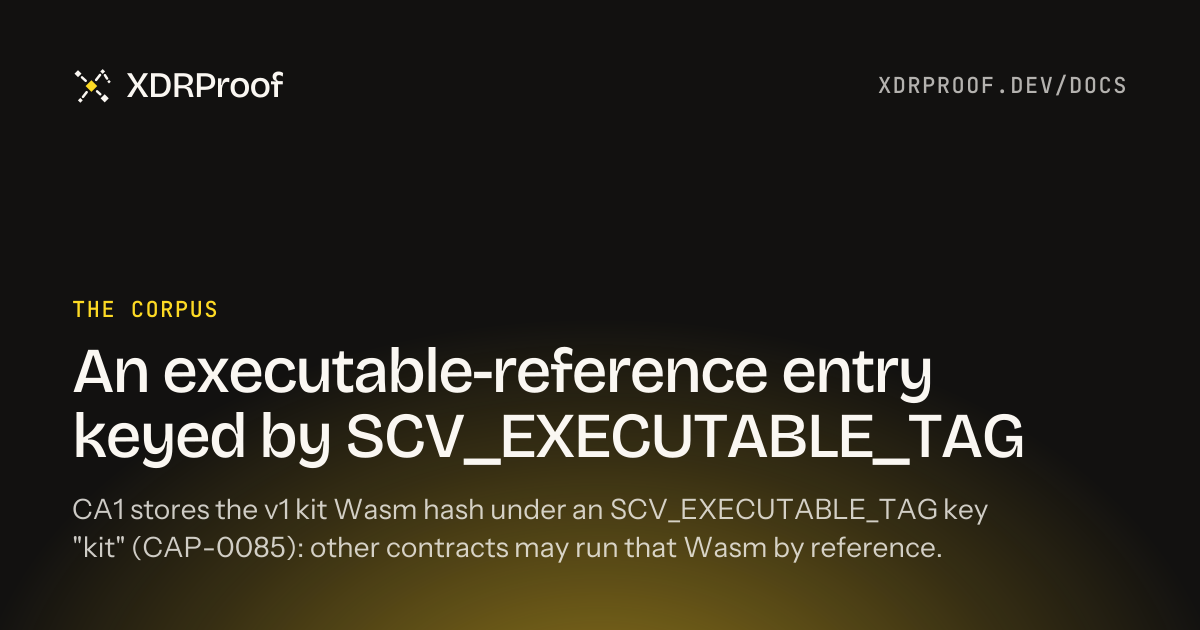 XDRProof
XDRPROOF.DEV/DOCS
THE CORPUS
An executable-reference entry
keyed by SCV_EXECUTABLE_TAG
CA1 stores the v1 kit Wasm hash under an SCV_EXECUTABLE_TAG key
"kit" (CAP-0085): other contracts may run that Wasm by reference.